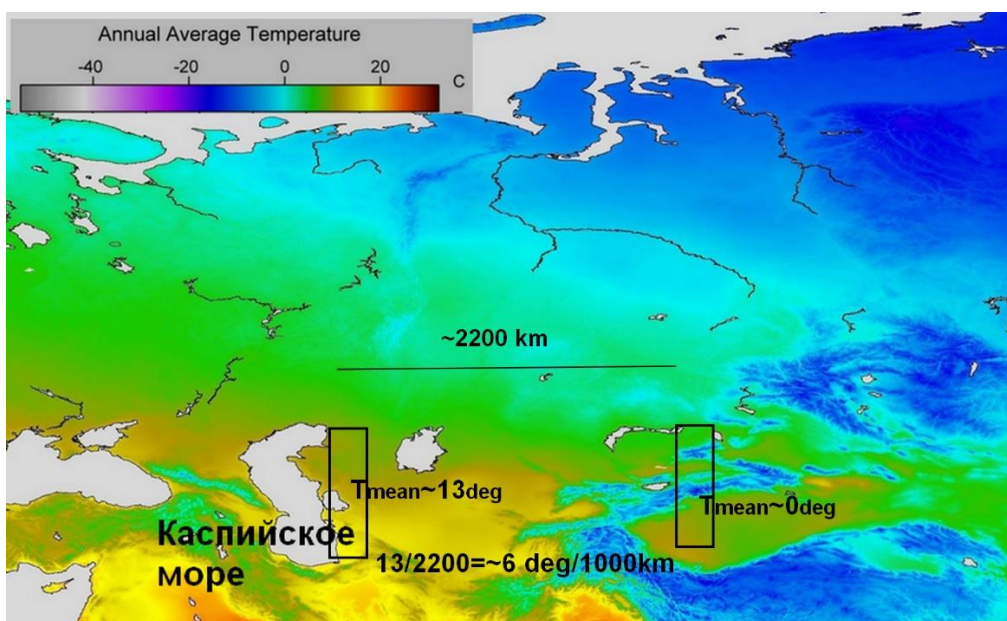 Annual Average Temperature
-40 -20 0 20 C
~2200 km
Tmean~13deg
Tmean~0deg
Каспийское
море
13/2200=~6 deg/1000km